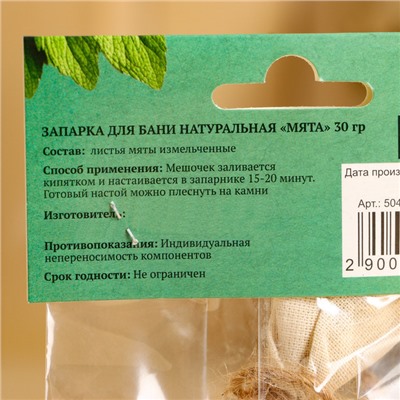 ЗАПАРКА ДЛЯ БАНИ НАТУРАЛЬНАЯ «МЯТА» 30 гр
Состав: листья мяты измельченные
Способ применения: Мешочек заливается
кипятком и настаивается в запарнике 15-20 минут.
Готовый настой можно плеснуть на камни
Изготовитель:
Противопоказания: Индивидуальная
непереносимость компонентов
Срок годности: Не ограничен
Дата произ
Арт.: 504
2 900